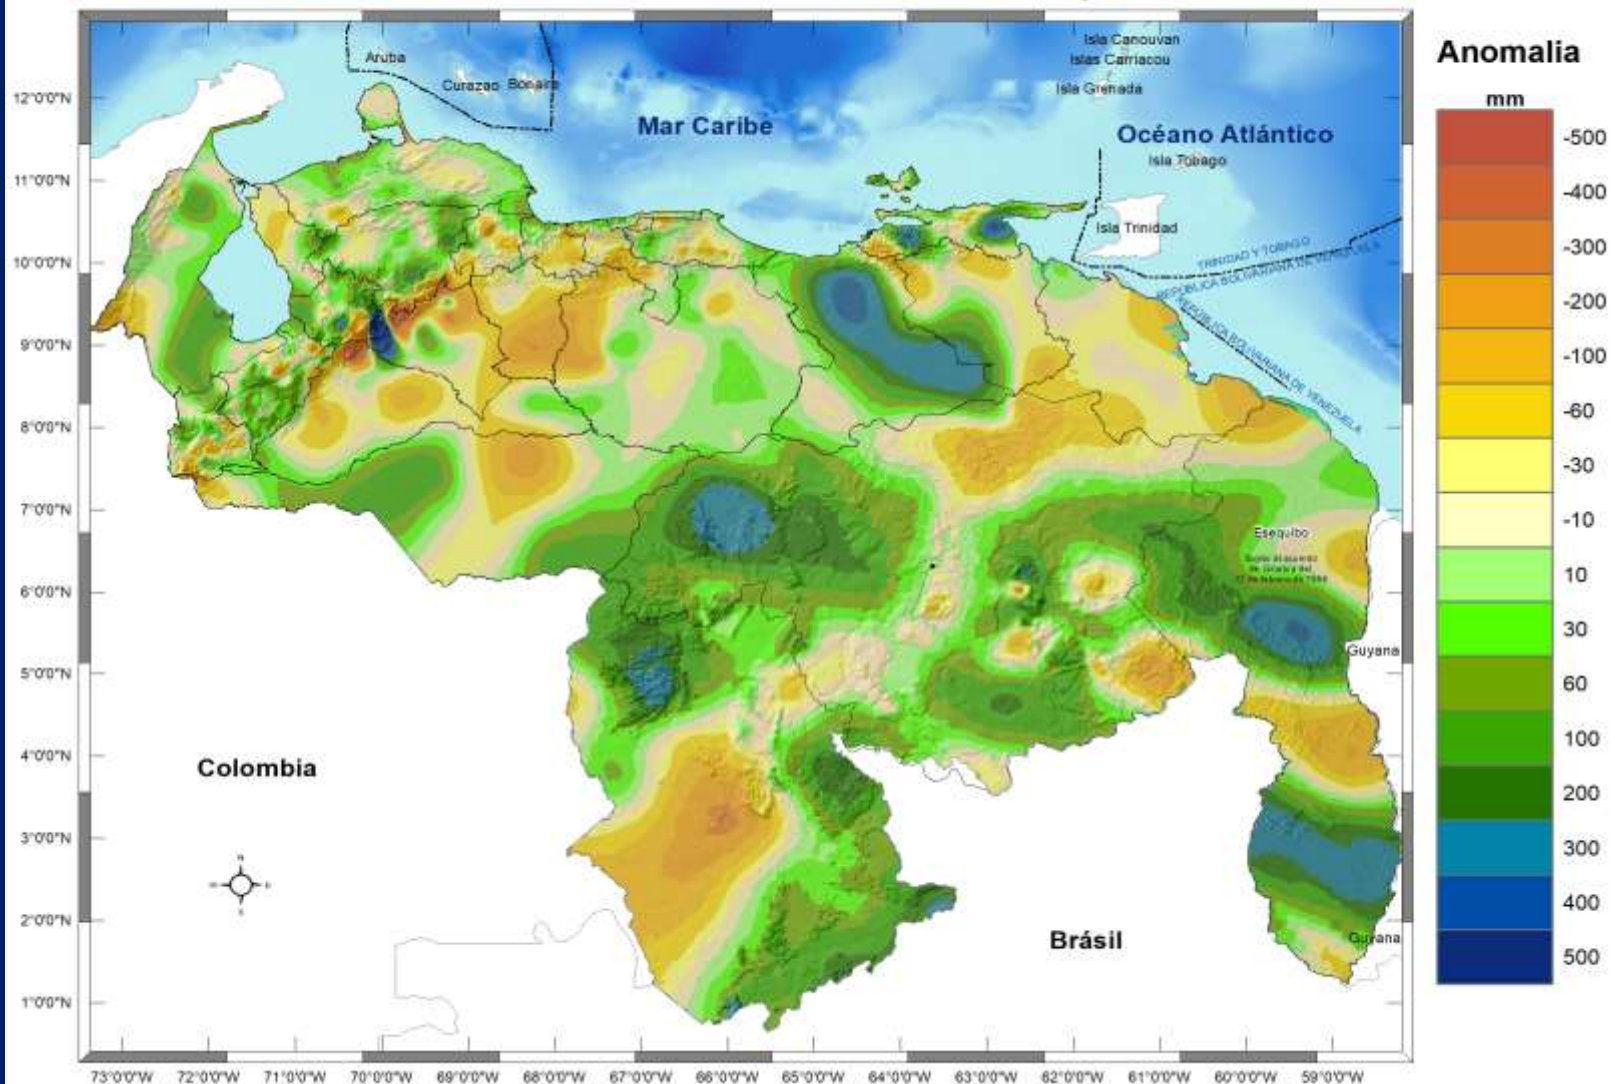 Isla Canouvan
Islas Carriacou
Isla Grenada
Aruba
Curazao
Bonaire
Mar Caribe
Océano Atlántico
Isla Tobago
Isla Trinidad
TRINIDAD Y TOBAGO
REPÚBLICA BOLIVARIANA DE VENEZUELA
REPÚBLICA BOLIVARIANA DE VENEZUELA
Esequibo
Guyana
Colombia
Brásil
Guyana
N
S
12°0'0"N
11°0'0"N
10°0'0"N
9°0'0"N
8°0'0"N
7°0'0"N
6°0'0"N
5°0'0"N
4°0'0"N
3°0'0"N
2°0'0"N
1°0'0"N
73°0'0"W 72°0'0"W 71°0'0"W 70°0'0"W 69°0'0"W 68°0'0"W 67°0'0"W 66°0'0"W 65°0'0"W 64°0'0"W 63°0'0"W 62°0'0"W 61°0'0"W 60°0'0"W 59°0'0"W
Anomalia
mm
-500
-400
-300
-200
-100
-60
-30
-10
10
30
60
100
200
300
400
500